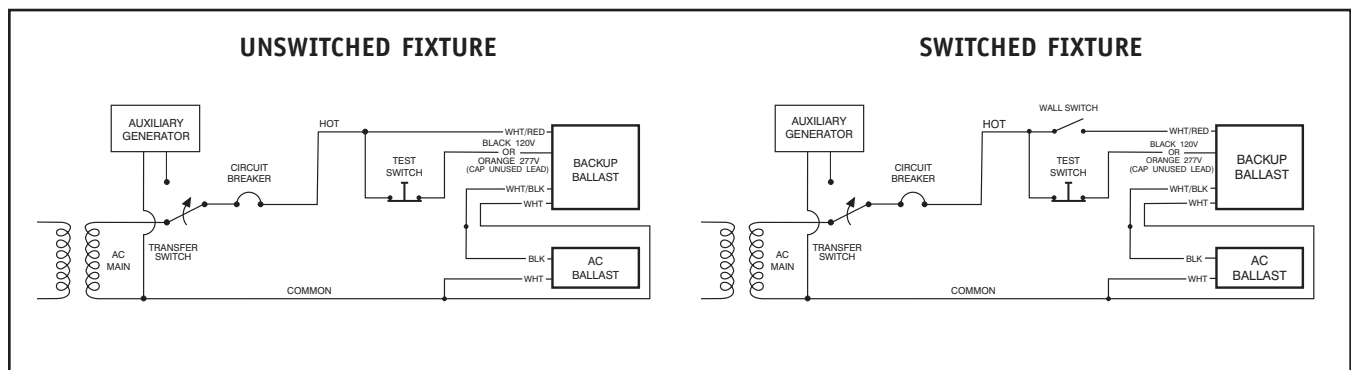 UNSWITCHED FIXTURE
AUXILIARY
GENERATOR
HOT
WHT/RED
BLACK 120V
OR
ORANGE 277V
(CAP UNUSED LEAD)
BACKUP
BALLAST
TEST
SWITCH
CIRCUIT
BREAKER
WHT/BLK
WHT
AC
MAIN
TRANSFER
SWITCH
BLK
WHT
AC
BALLAST
COMMON
SWITCHED FIXTURE
AUXILIARY
GENERATOR
WALL SWITCH
HOT
WHT/RED
BLACK 120V
OR
ORANGE 277V
(CAP UNUSED LEAD)
BACKUP
BALLAST
TEST
SWITCH
CIRCUIT
BREAKER
WHT/BLK
WHT
AC
MAIN
TRANSFER
SWITCH
BLK
WHT
AC
BALLAST
COMMON